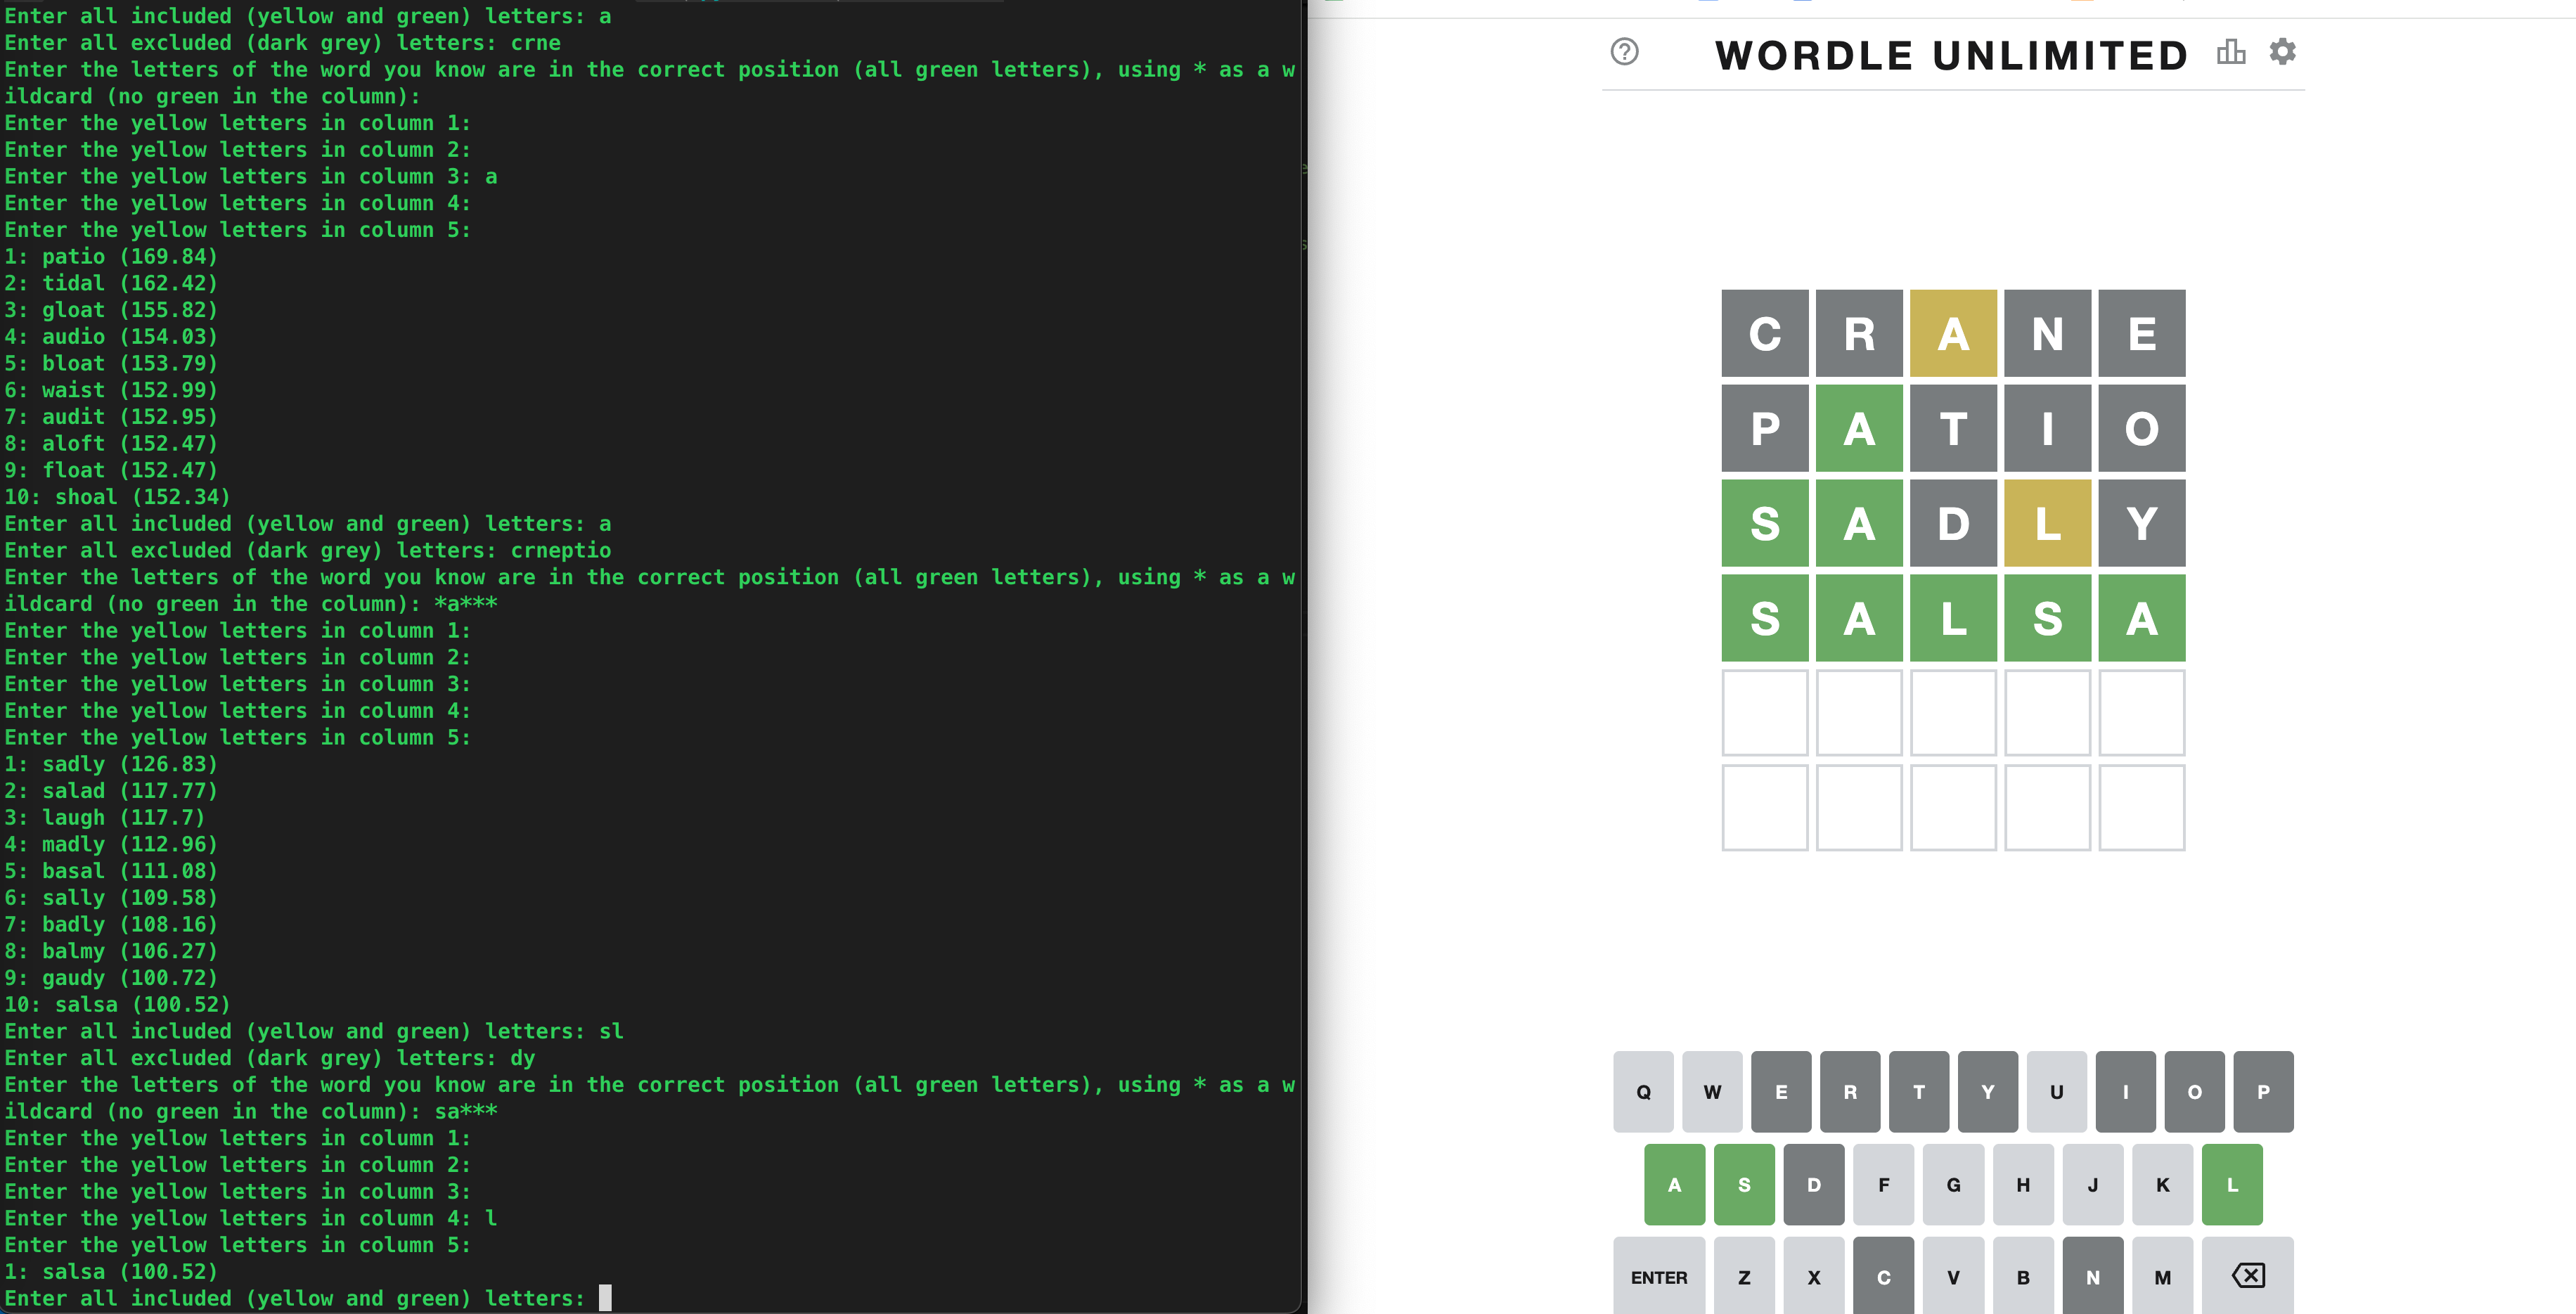 Enter all included (yellow and green) letters: a
Enter all excluded (dark grey) letters: crne
Enter the letters of the word you know are in the correct position (all green letters), using * as a w
ildcard (no green in the column):
Enter the yellow letters in column 1:
Enter the yellow letters in column 2:
Enter the yellow letters in column 3: a
Enter the yellow letters in column 4:
Enter the yellow letters in column 5:
1: patio (169.84)
2: tidal (162.42)
3: gloat (155.82)
4: audio (154.03)
5: bloat (153.79)
6: waist (152.99)
7: audit (152.95)
8: aloft (152.47)
9: float (152.47)
10: shoal (152.34)
Enter all included (yellow and green) letters: a
Enter all excluded (dark grey) letters: crneptio
Enter the letters of the word you know are in the correct position (all green letters), using * as a w
ildcard (no green in the column): *a***
Enter the yellow letters in column 1:
Enter the yellow letters in column 2:
Enter the yellow letters in column 3:
Enter the yellow letters in column 4:
Enter the yellow letters in column 5:
1: sadly (126.83)
2: salad (117.77)
3: laugh (117.7)
4: madly (112.96)
5: basal (111.08)
6: sally (109.58)
7: badly (108.16)
8: balmy (106.27)
9: gaudy (100.72)
10: salsa (100.52)
Enter all included (yellow and green) letters: sl
Enter all excluded (dark grey) letters: dy
Enter the letters of the word you know are in the correct position (all green letters), using * as a w
ildcard (no green in the column): sa***
Enter the yellow letters in column 1:
Enter the yellow letters in column 2:
Enter the yellow letters in column 3:
Enter the yellow letters in column 4: l
Enter the yellow letters in column 5:
1: salsa (100.52)
Enter all included (yellow and green) letters:
?
WORDLE UNLIMITED
C R A N E
P A T I O
S A D L Y
S A L S A
Q W E R T Y U I O P
A S D F G H J K L
ENTER Z X C V B N M